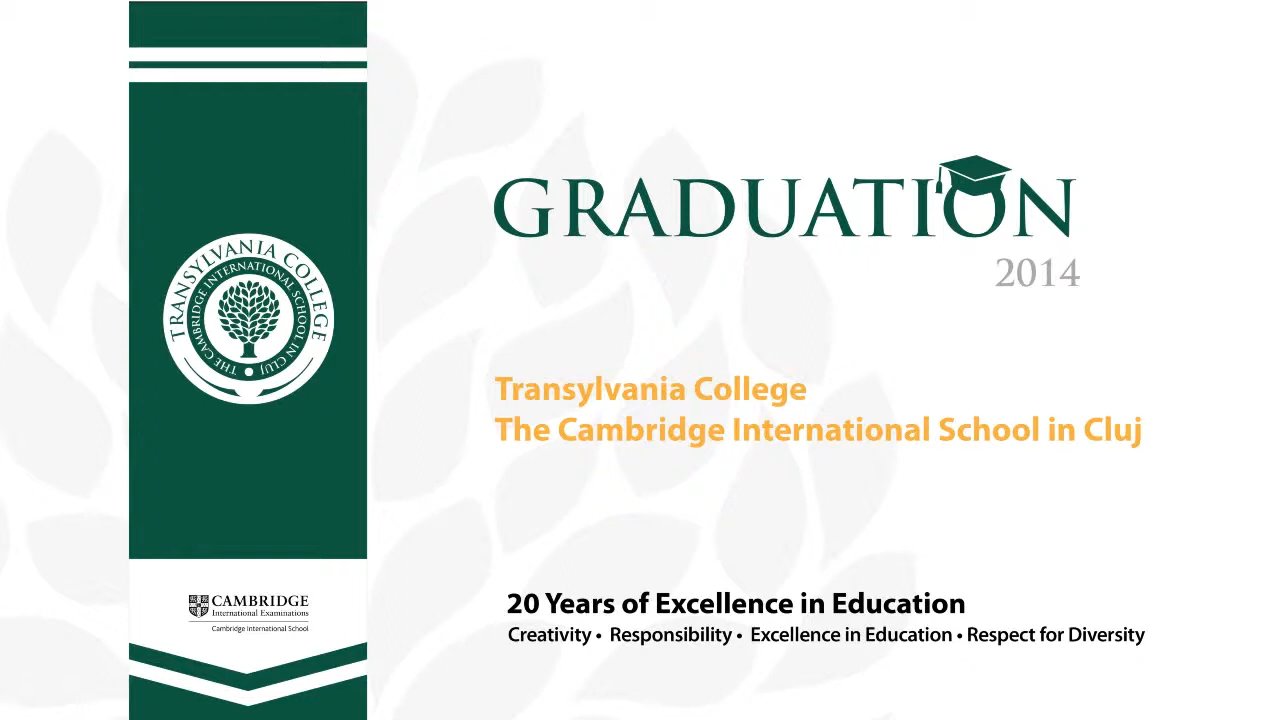 TRANSYLVANIA COLLEGE
THE CAMBRIDGE INTERNATIONAL SCHOOL IN CLUJ
CAMBRIDGE
International Examinations
Cambridge International School
GRADUATION
2014
Transylvania College
The Cambridge International School in Cluj
20 Years of Excellence in Education
Creativity • Responsibility • Excellence in Education • Respect for Diversity